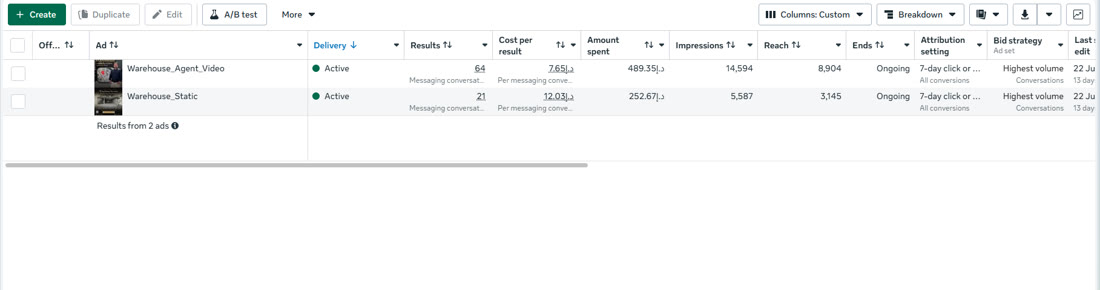 + Create Duplicate Edit A/B test More Columns: Custom Breakdown
Off... Ad Delivery Results Cost per result Amount spent Impressions Reach Ends Attribution setting Bid strategy Ad set Last edit
Warehouse_Agent_Video Active 64 7.65د.إ 489.35د.إ 14,594 8,904 Ongoing 7-day click or ... Highest volume 22 Ju
Messaging conversat... Per messaging conve... All conversions Conversations 13 day
Warehouse_Static Active 21 12.03د.إ 252.67د.إ 5,587 3,145 Ongoing 7-day click or ... Highest volume 22 Ju
Messaging conversat... Per messaging conve... All conversions Conversations 13 day
Results from 2 ads